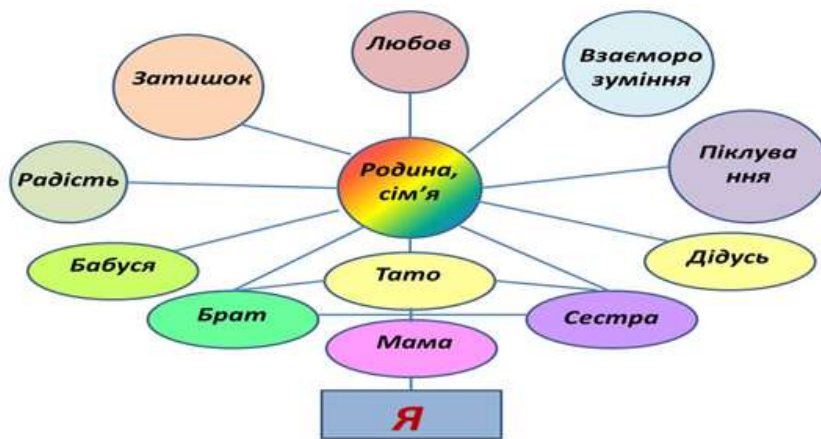 Любов
Затишок
Взаєморо
зуміння
Родина,
сім'я
Піклува
ння
Радість
Бабуся
Тато
Дідусь
Брат
Сестра
Мама
Я